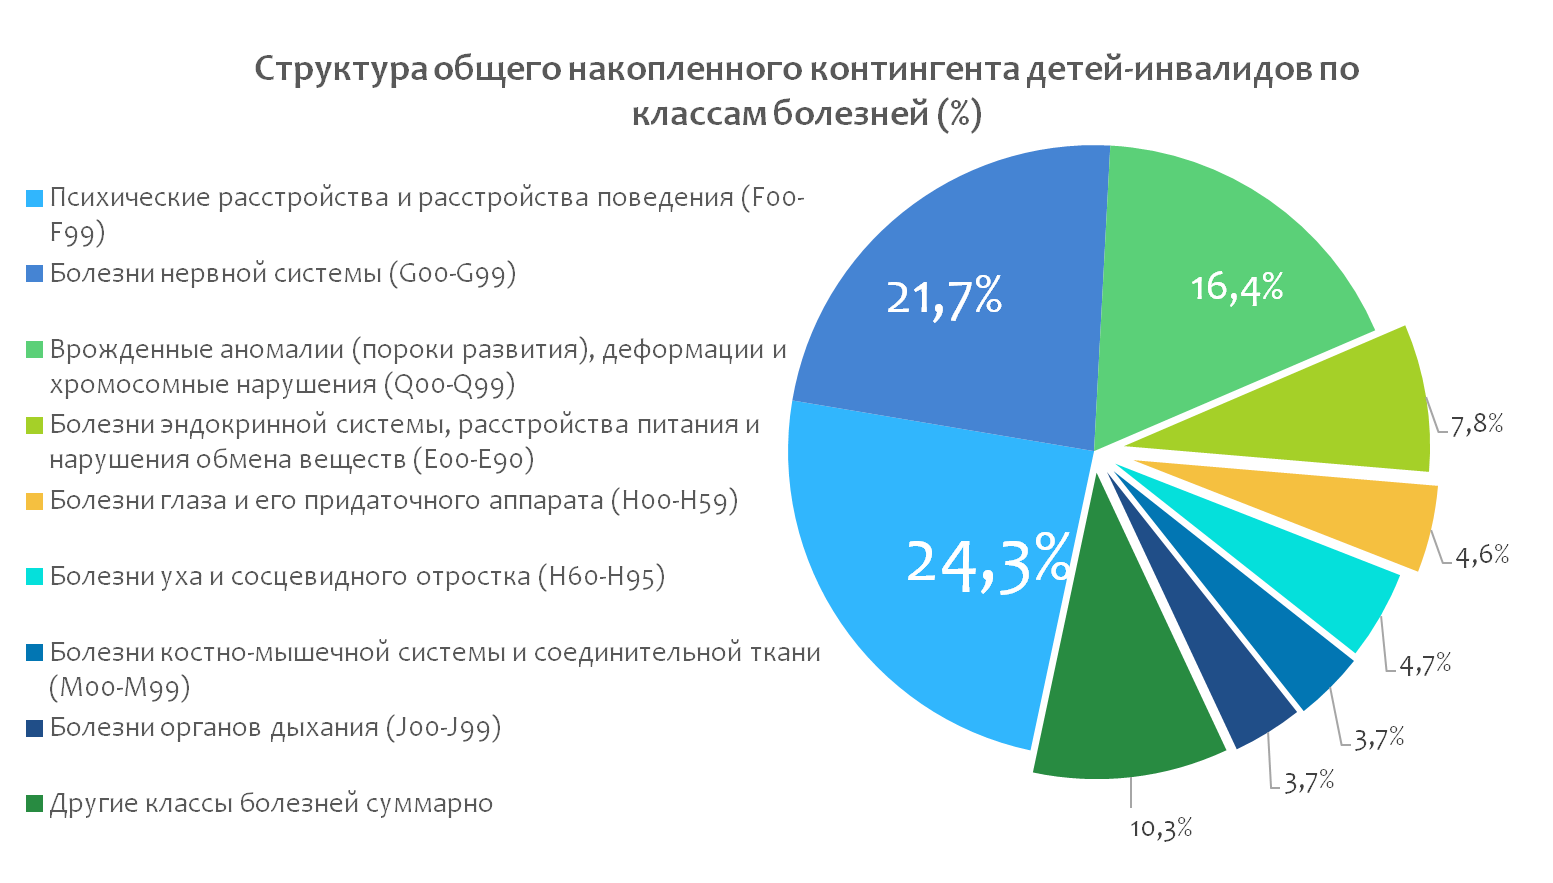 Структура общего накопленного контингента детей-инвалидов по
классам болезней (%)
Психические расстройства и расстройства поведения (F00-
F99)
Болезни нервной системы (G00-G99)
Врожденные аномалии (пороки развития), деформации и
хромосомные нарушения (Q00-Q99)
Болезни эндокринной системы, расстройства питания и
нарушения обмена веществ (E00-E90)
Болезни глаза и его придаточного аппарата (H00-H59)
Болезни уха и сосцевидного отростка (H60-H95)
Болезни костно-мышечной системы и соединительной ткани
(M00-M99)
Болезни органов дыхания (J00-J99)
Другие классы болезней суммарно
21,7%
16,4%
7,8%
24,3%
4,6%
4,7%
3,7%
3,7%
10,3%